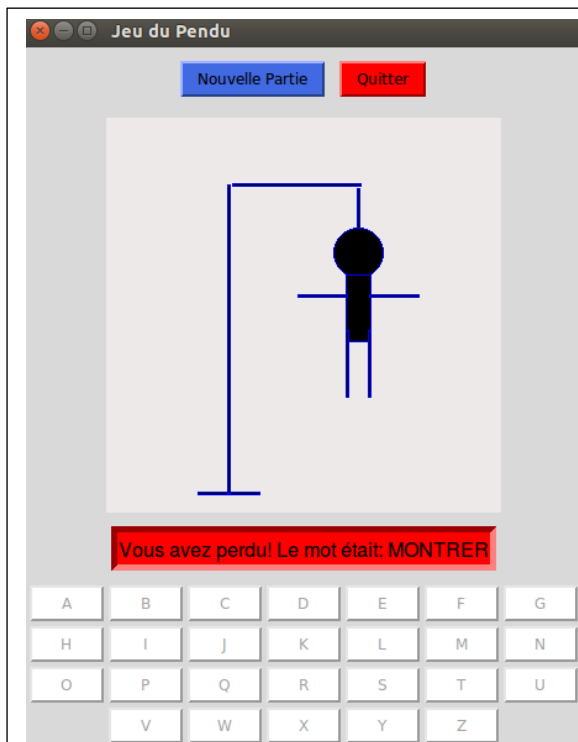 Jeu du Pendu
Nouvelle Partie Quitter
Vous avez perdu! Le mot était: MONTRER
A B C D E F G
H I J K L M N
O P Q R S T U
V W X Y Z